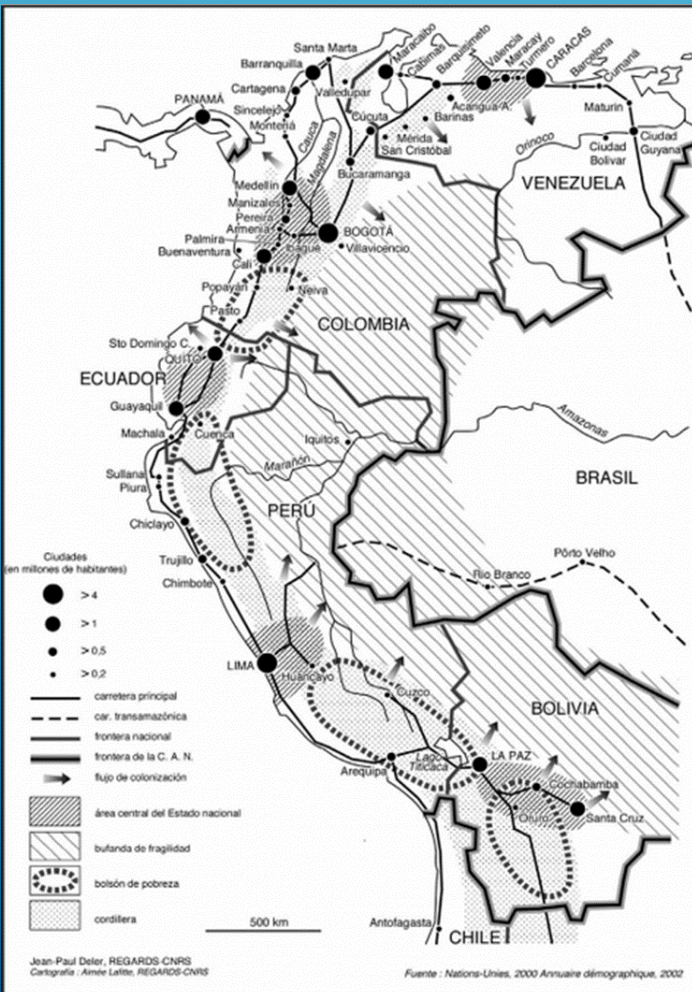 Santa Marta
Barranquilla
Maracaibo
Cabimas
Barquisimeto
Valencia
Maracay
Turmero
CARACAS
Barcelona
Cumaná
Cartagena
Valledupar
PANAMÁ
Sincelejo
Montería
Cauca
Magdalena
Cúcuta
Acarigua A.
Barinas
Mérida
San Cristóbal
Maturín
Orinoco
Ciudad
Bolivar
Ciudad
Guyana
Bucaramanga
VENEZUELA
Medellín
Manizales
Pereira
Armenia
Ibagué
BOGOTÁ
Villavicencio
Palmira
Buenaventura
Cali
Popayán
Neiva
Pasto
COLOMBIA
Sto Domingo C.
QUITO
ECUADOR
Guayaquil
Machala
Cuenca
Iquitos
Amazonas
Marañón
BRASIL
Sullana
Piura
PERÚ
Chiclayo
Trujillo
Chimbote
Pôrto Velho
Rio Branco
Ciudades
(en millones de habitantes)
> 4
> 1
> 0,5
> 0,2
LIMA
Huancayo
Cuzco
BOLIVIA
carretera principal
car. transamazónica
frontera nacional
frontera de la C. A. N.
flujo de colonización
área central del Estado nacional
bufanda de fragilidad
bolsón de pobreza
cordillera
Lago
Titicaca
LA PAZ
Arequipa
Cochabamba
Oruro
Santa Cruz
500 km
Antofagasta
CHILE
Jean-Paul Deler, REGARDS-CNRS
Cartografía : Aimée Lafitte, REGARDS-CNRS
Fuente : Nations-Unies, 2000 Annuaire démographique, 2002